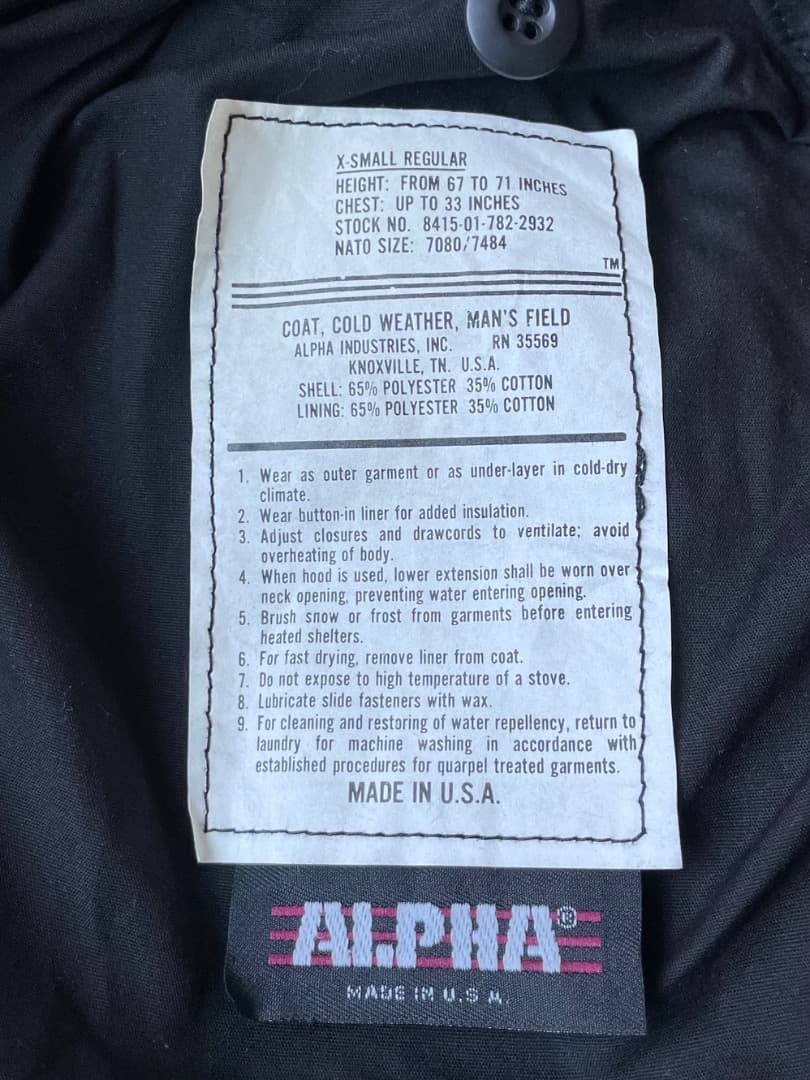 X-SMALL REGULAR
HEIGHT: FROM 67 TO 71 INCHES
CHEST: UP TO 33 INCHES
STOCK NO. 8415-01-782-2932
NATO SIZE: 7080/7484
TM
COAT, COLD WEATHER, MAN'S FIELD
ALPHA INDUSTRIES, INC. RN 35569
KNOXVILLE, TN. U.S.A.
SHELL: 65% POLYESTER 35% COTTON
LINING: 65% POLYESTER 35% COTTON
1. Wear as outer garment or as under-layer in cold-dry
climate.
2. Wear button-in liner for added insulation.
3. Adjust closures and drawcords to ventilate; avoid
overheating of body.
4. When hood is used, lower extension shall be worn over
neck opening, preventing water entering opening.
5. Brush snow or frost from garments before entering
heated shelters.
6. For fast drying, remove liner from coat.
7. Do not expose to high temperature of a stove.
8. Lubricate slide fasteners with wax.
9. For cleaning and restoring of water repellency, return to
laundry for machine washing in accordance with
established procedures for quarpel treated garments.
MADE IN U.S.A.
ALPHA®
MADE IN U.S.A.